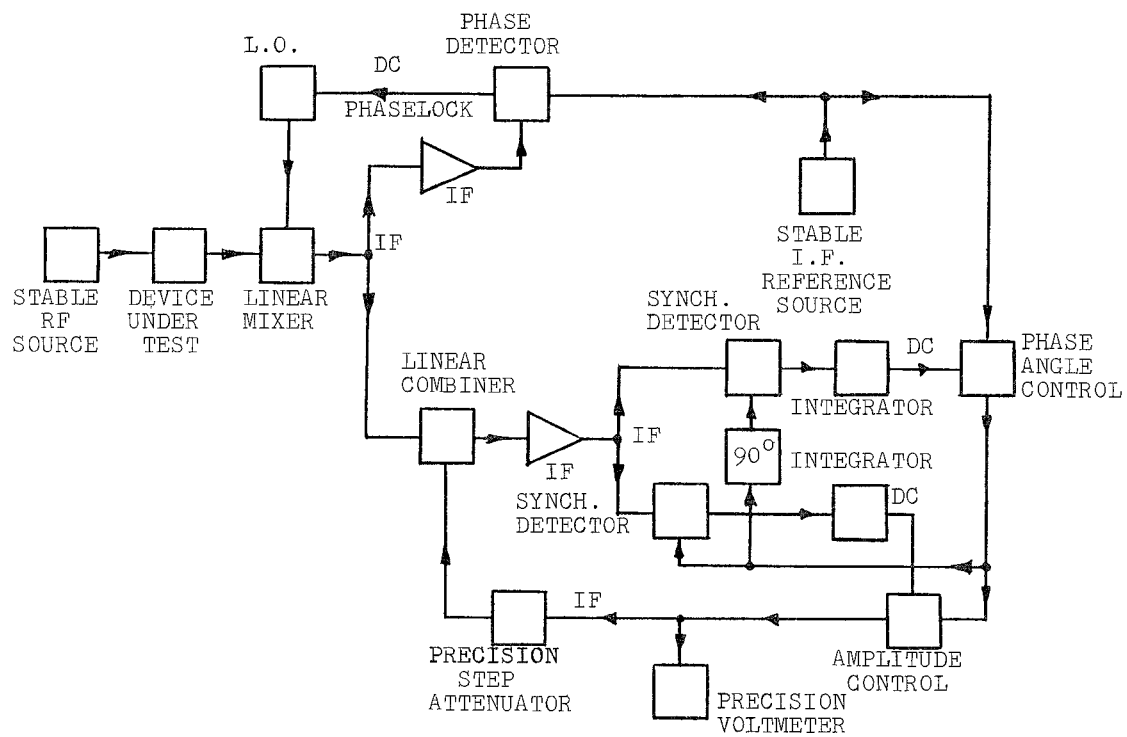 PHASE
DETECTOR
L.O.
DC
PHASELOCK
IF
IF
STABLE
RF
SOURCE
DEVICE
UNDER
TEST
LINEAR
MIXER
STABLE
I.F.
REFERENCE
SOURCE
SYNCH.
DETECTOR
DC
PHASE
ANGLE
CONTROL
LINEAR
COMBINER
INTEGRATOR
IF
90°
INTEGRATOR
IF
SYNCH.
DETECTOR
DC
IF
PRECISION
STEP
ATTENUATOR
AMPLITUDE
CONTROL
PRECISION
VOLTMETER